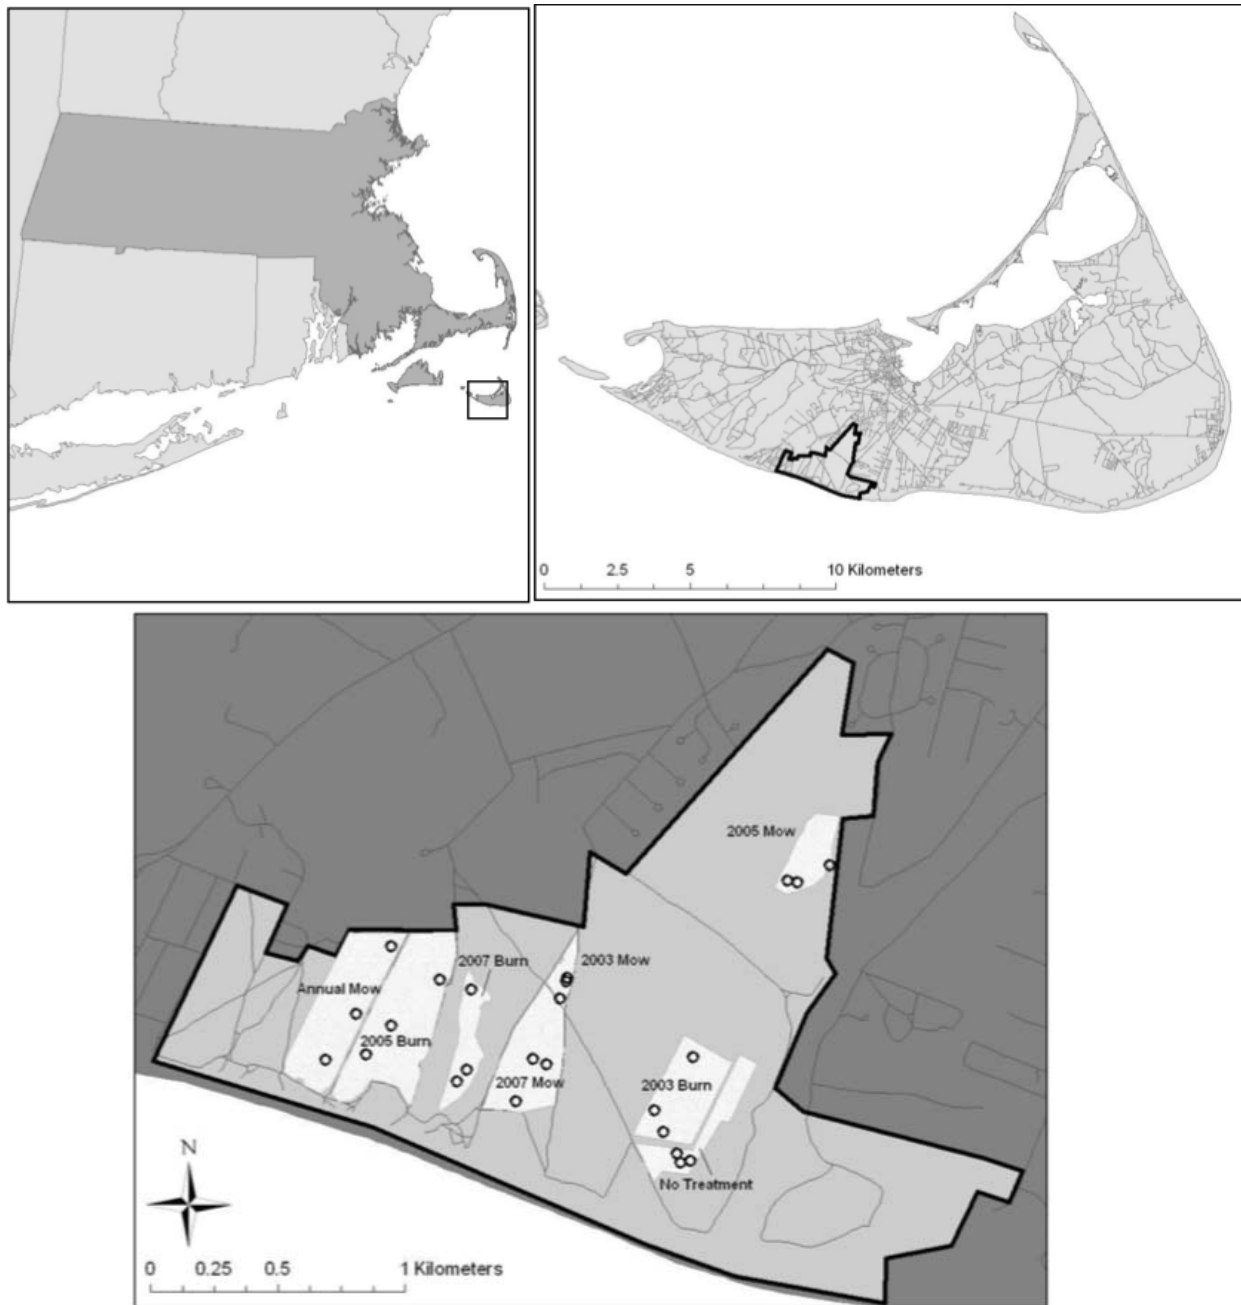 0 2.5 5 10 Kilometers
2005 Mow
2007 Burn
2003 Mow
Annual Mow
2005 Burn
2007 Mow
2003 Burn
No Treatment
N
0 0.25 0.5 1 Kilometers